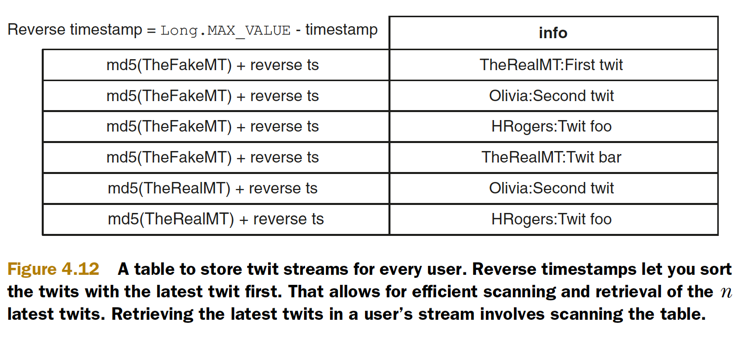 Reverse timestamp = Long.MAX_VALUE - timestamp
info
md5(TheFakeMT) + reverse ts
TheRealMT:First twit
md5(TheFakeMT) + reverse ts
Olivia:Second twit
md5(TheFakeMT) + reverse ts
HRogers:Twit foo
md5(TheFakeMT) + reverse ts
TheRealMT:Twit bar
md5(TheRealMT) + reverse ts
Olivia:Second twit
md5(TheRealMT) + reverse ts
HRogers:Twit foo
Figure 4.12 A table to store twit streams for every user. Reverse timestamps let you sort
the twits with the latest twit first. That allows for efficient scanning and retrieval of the n
latest twits. Retrieving the latest twits in a user’s stream involves scanning the table.